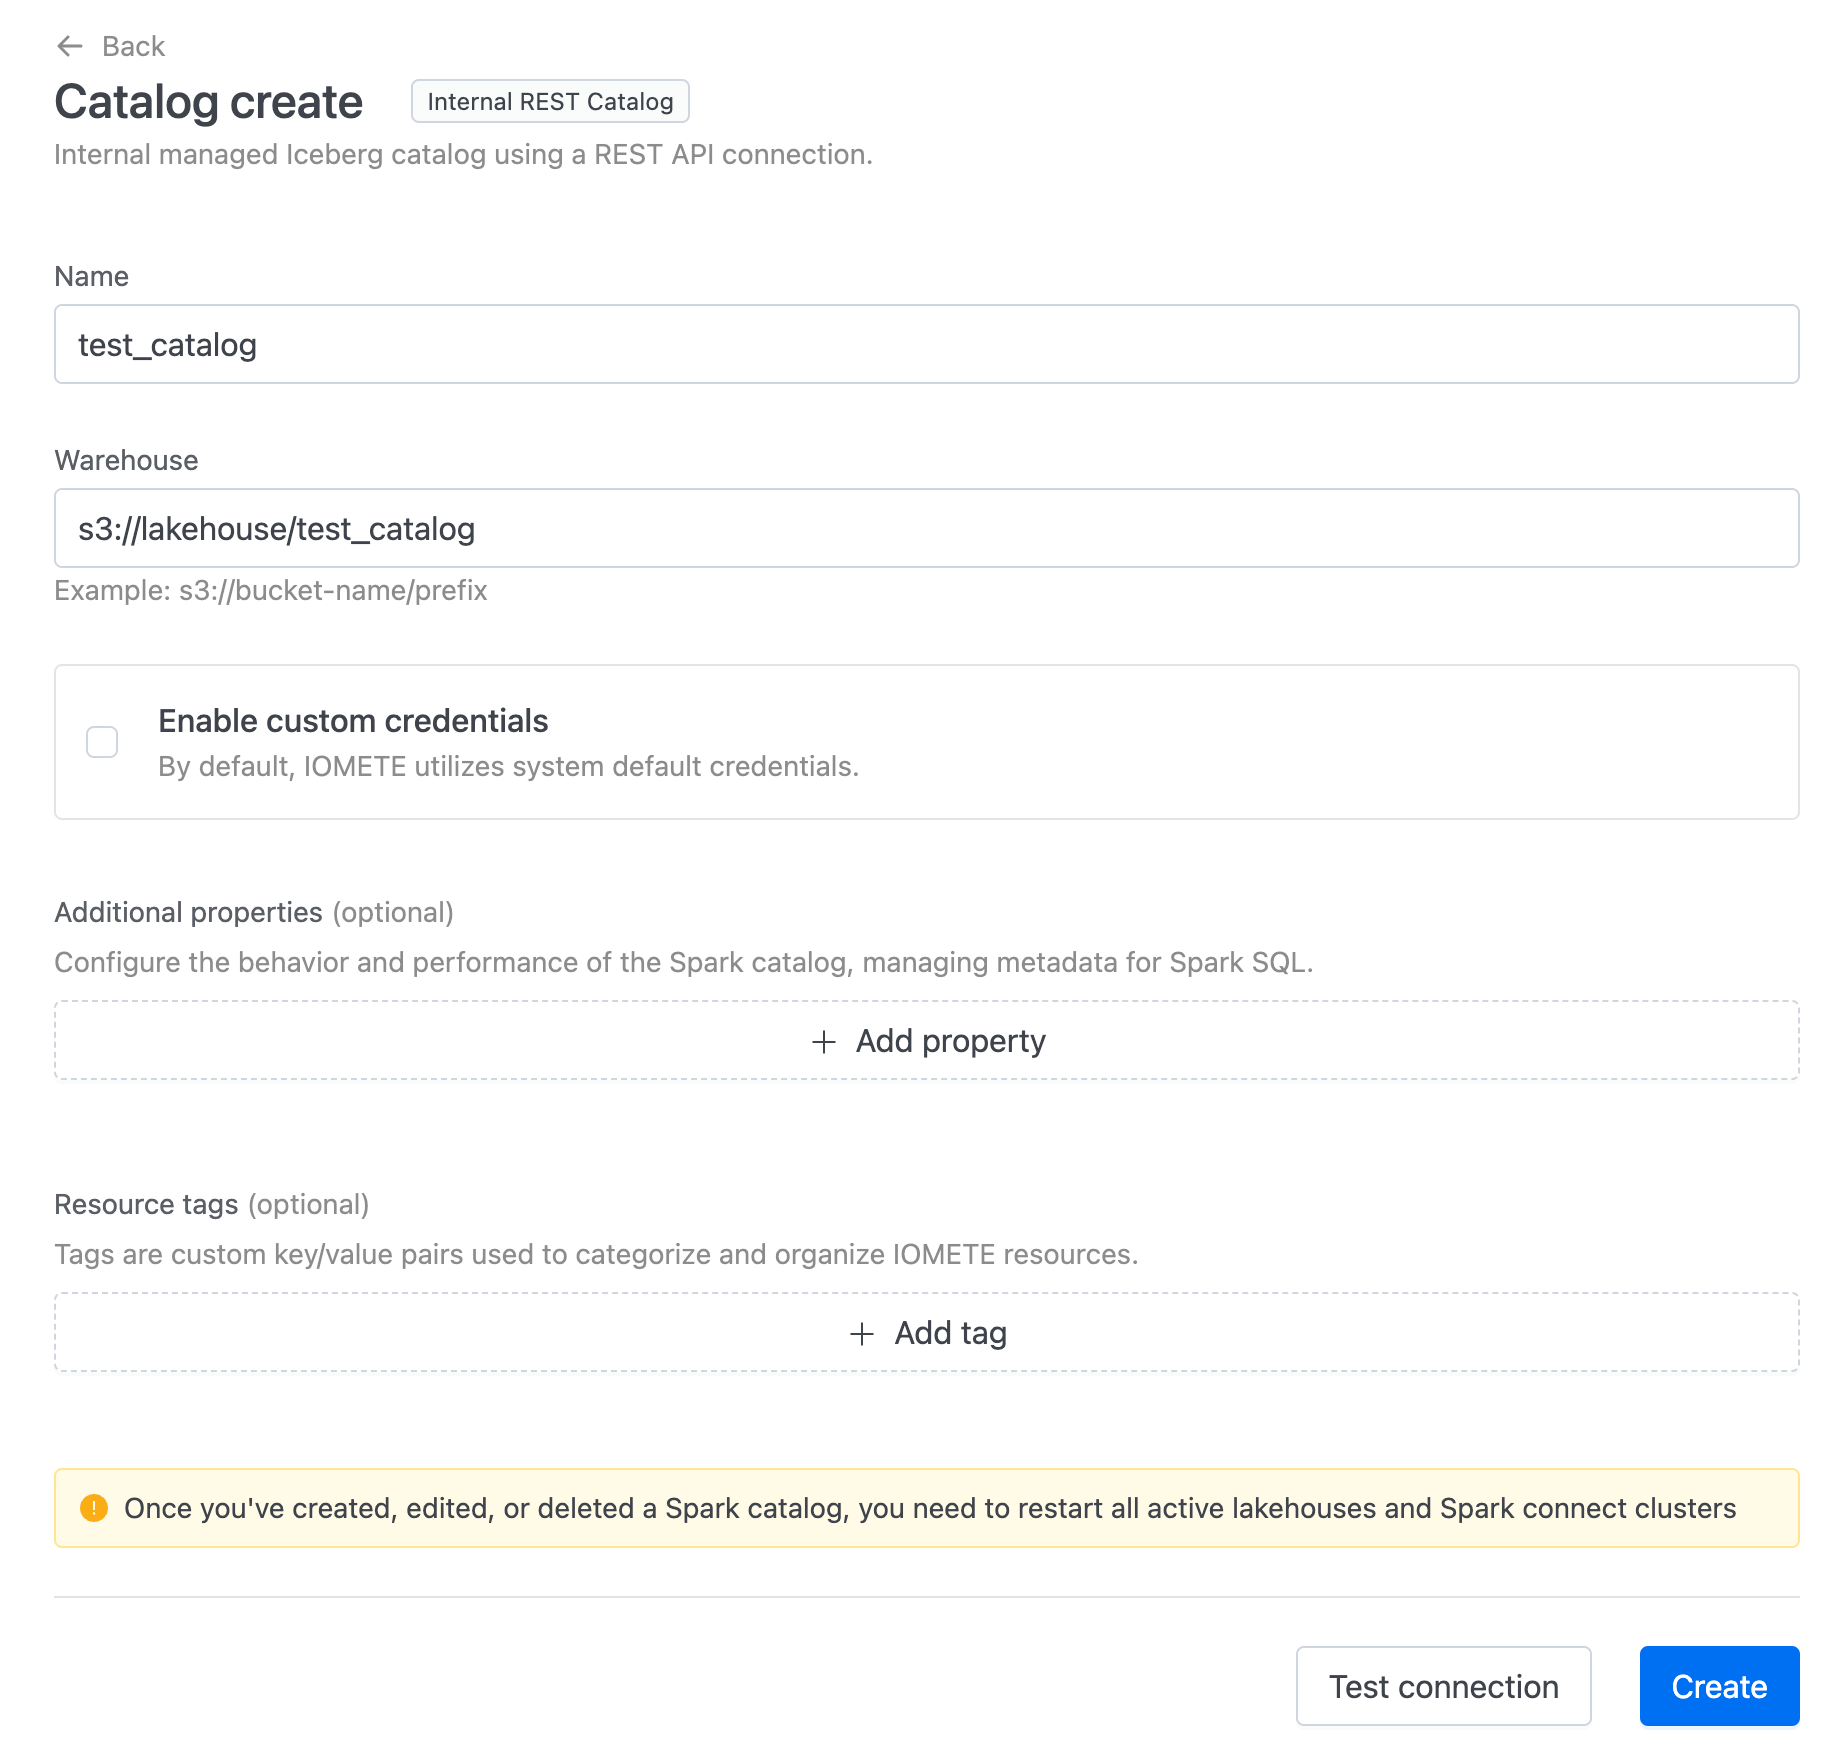 Back
Catalog create
Internal REST Catalog
Internal managed Iceberg catalog using a REST API connection.
Name
test_catalog
Warehouse
s3://lakehouse/test_catalog
Example: s3://bucket-name/prefix
Enable custom credentials
By default, IOMETE utilizes system default credentials.
Additional properties (optional)
Configure the behavior and performance of the Spark catalog, managing metadata for Spark SQL.
Add property
Resource tags (optional)
Tags are custom key/value pairs used to categorize and organize IOMETE resources.
Add tag
Once you've created, edited, or deleted a Spark catalog, you need to restart all active lakehouses and Spark connect clusters
Test connection
Create